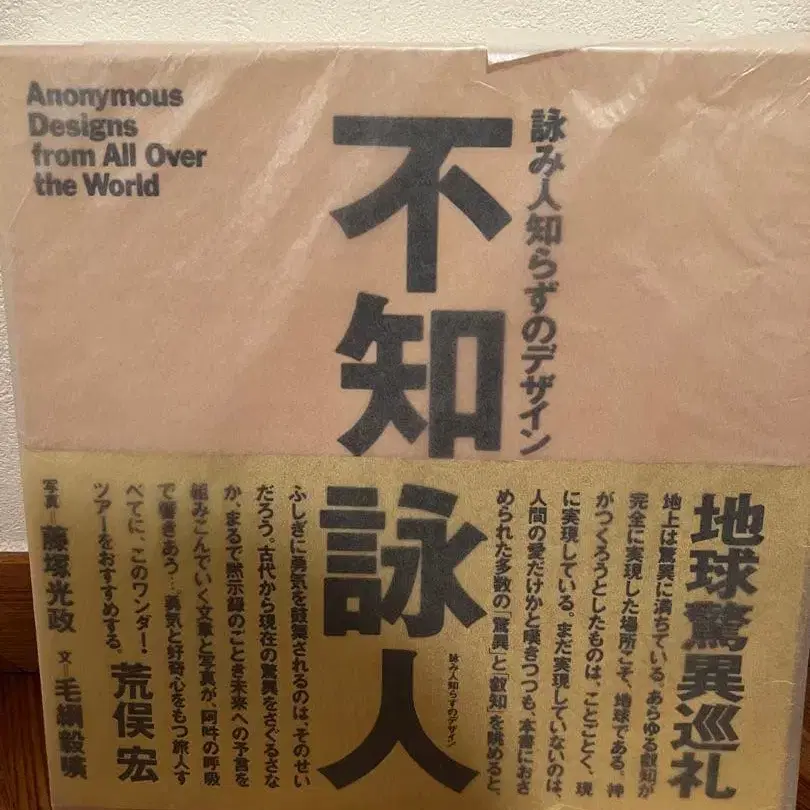 Anonymous
Designs
from All Over
the World
詠み人知らずのデザイン
不知詠人
詠み人知らずのデザイン
地球驚異巡礼
地上は驚異に満ちている。あらゆる叡知が
完全に実現した場所こそ、地球である。神
がつくろうとしたものは、ことごとく、現
に実現している。まだ実現していないのは、
人間の愛だけかと嘆きつつも、本書におさ
められた多数の「驚異」と「叡知」を眺めると、
ふしぎに勇気を鼓舞されるのは、そのせい
だろう。古代から現在の驚異をさぐるさな
か、まるで黙示録のごとき未来への予言を
組みこんでいく文章と写真が、阿吽の呼吸
で響きあう…。勇気と好奇心をもつ旅人す
べてに、このワンダー・
ツアーをおすすめする。
荒俣 宏
文=毛綱毅曠
写真=藤塚光政